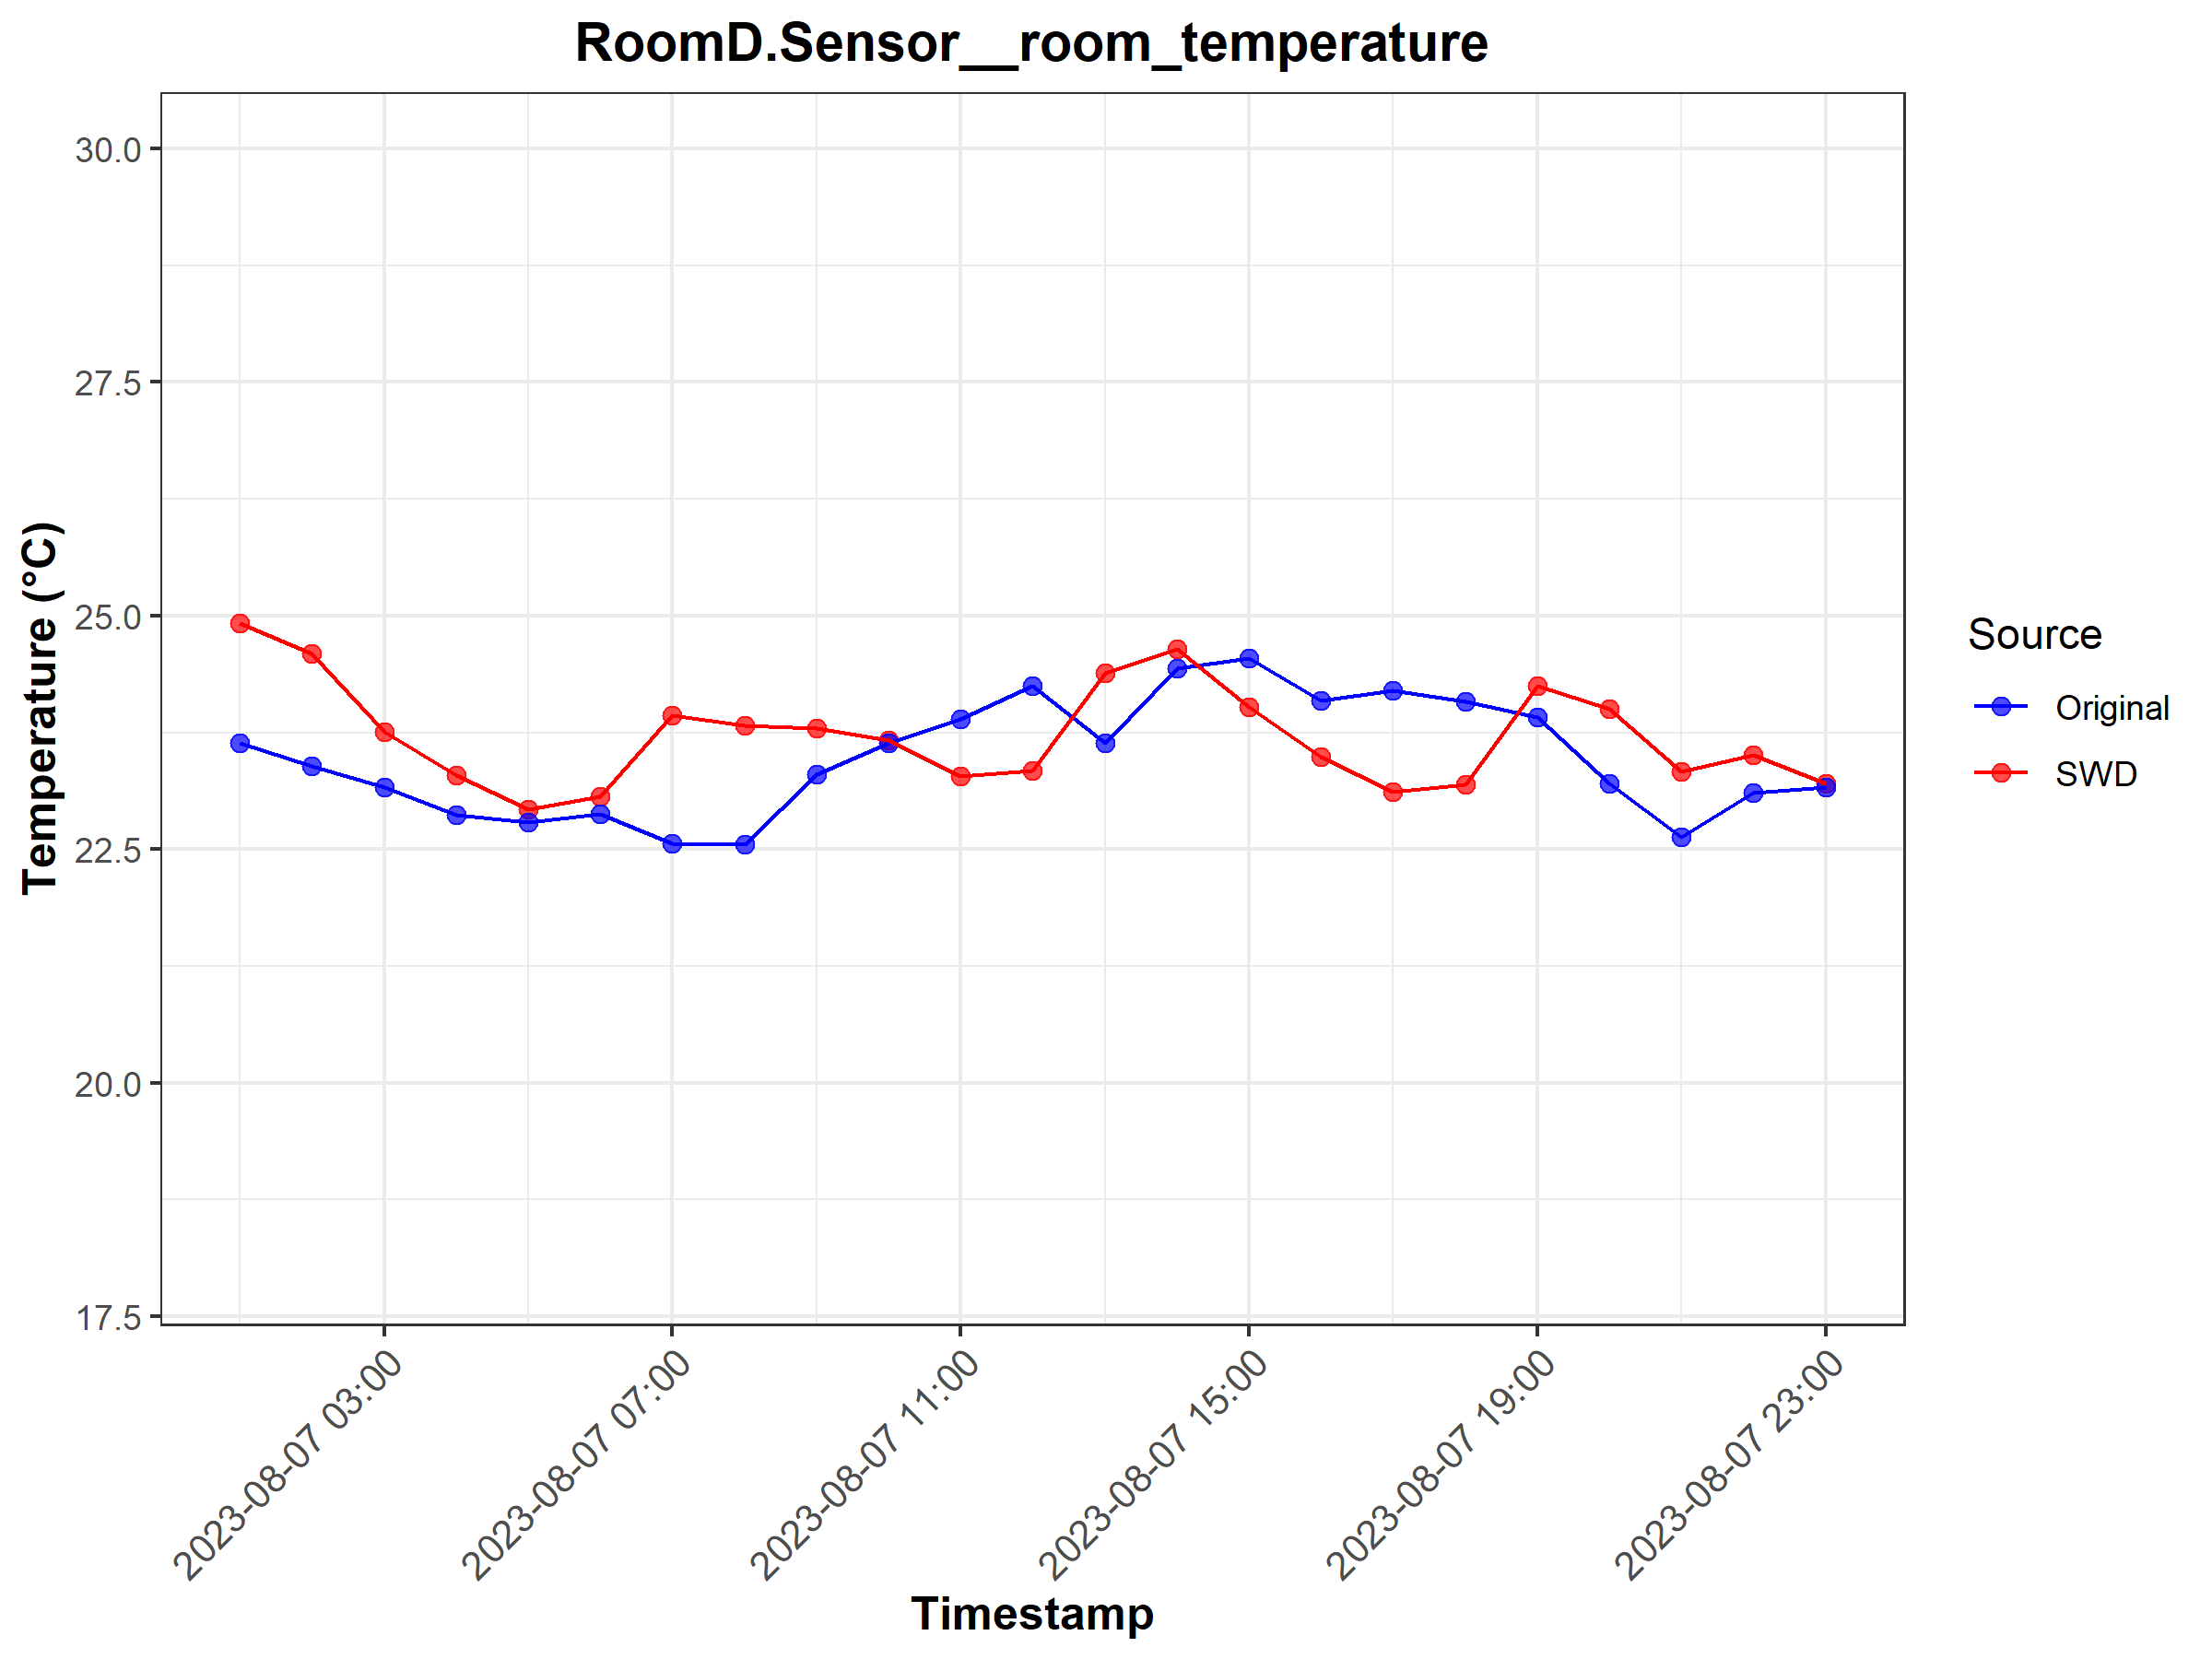 RoomD.Sensor__room_temperature
Temperature (°C)
30.0
27.5
25.0
22.5
20.0
17.5
2023-08-07 03:00
2023-08-07 07:00
2023-08-07 11:00
2023-08-07 15:00
2023-08-07 19:00
2023-08-07 23:00
Timestamp
Source
Original
SWD